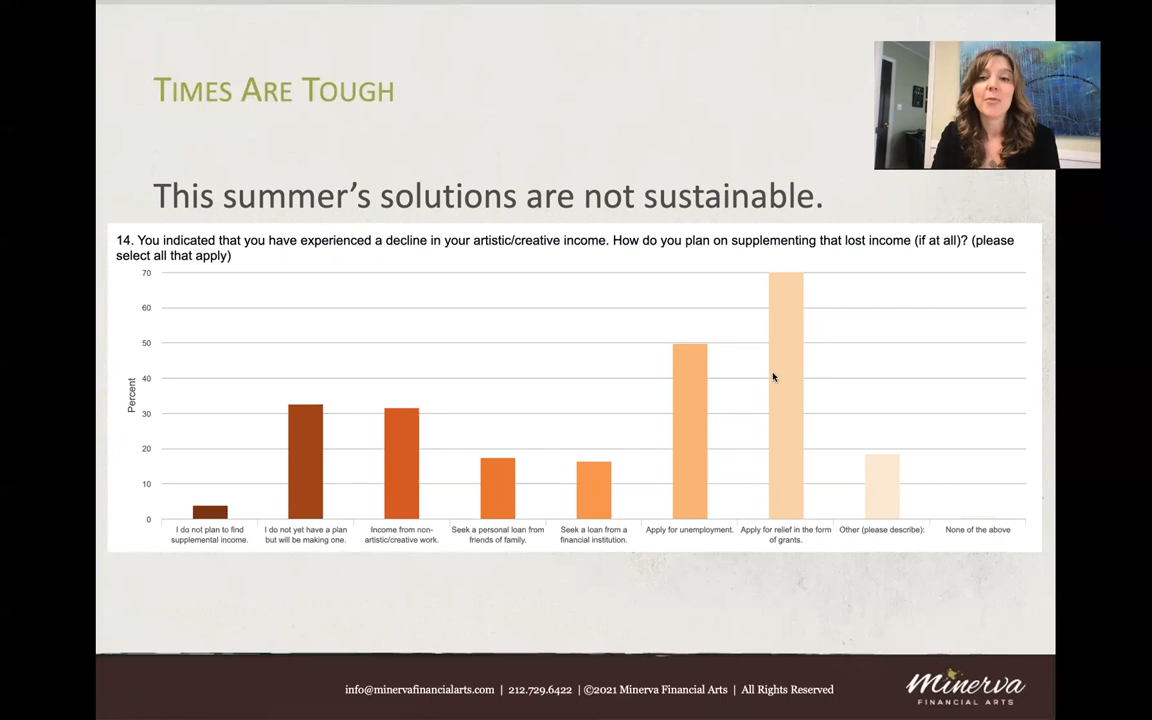 TIMES ARE TOUGH
This summer's solutions are not sustainable.
14. You indicated that you have experienced a decline in your artistic/creative income. How do you plan on supplementing that lost income (if at all)? (please
select all that apply)
70
60
50
40
30
20
10
0
Percent
I do not plan to find
supplemental income.
I do not yet have a plan
but will be making one.
Income from non-
artistic/creative work.
Seek a personal loan from
friends of family.
Seek a loan from a
financial institution.
Apply for unemployment.
Apply for relief in the form
of grants.
Other (please describe):
None of the above
info@minervafinancialarts.com | 212.729.6422 | ©2021 Minerva Financial Arts | All Rights Reserved
Minerva
FINANCIAL ARTS